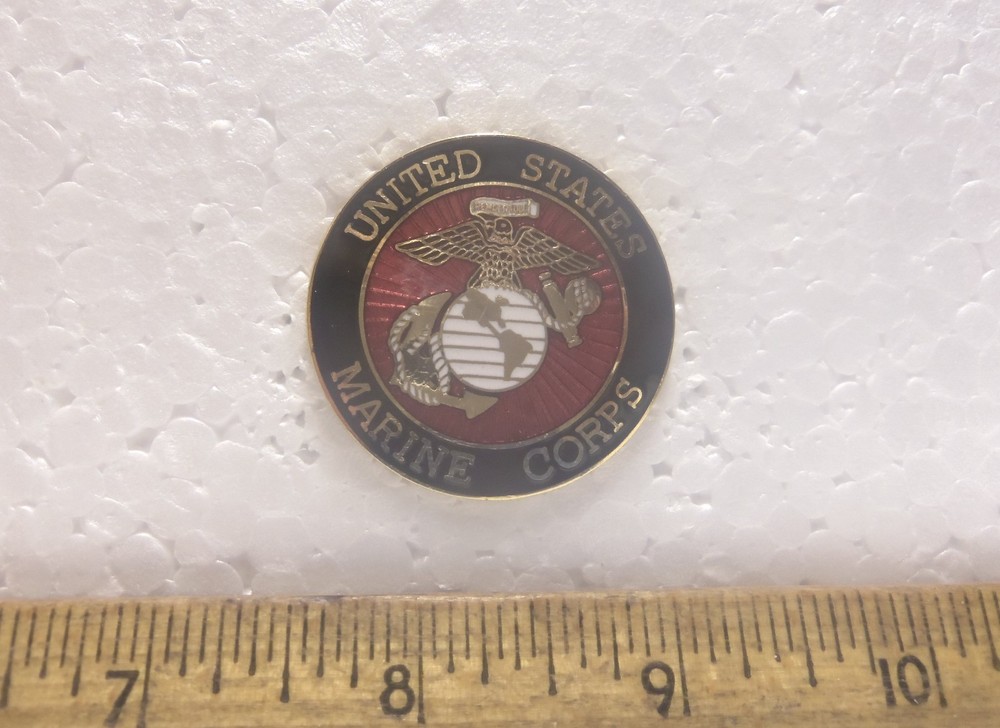 UNITED STATES
MARINE CORPS
7 8 9 10